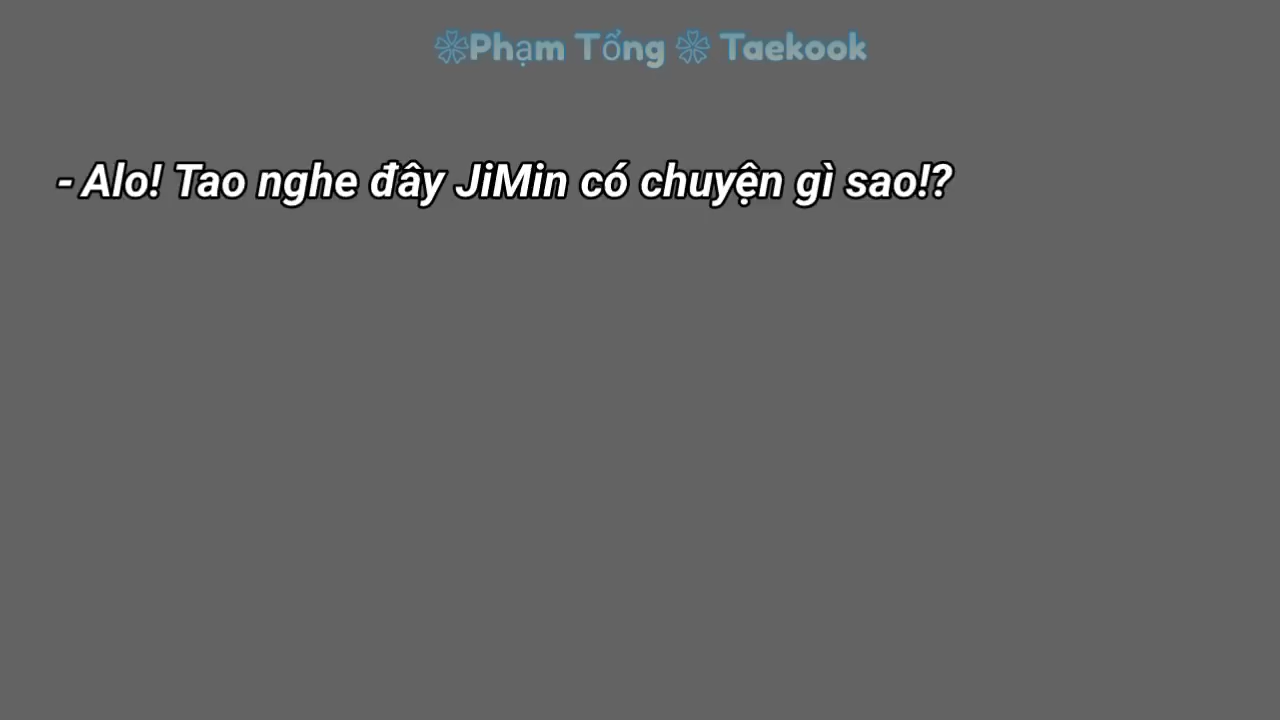 ❀Phạm Tổng ❀ Taekook
- Alo! Tao nghe đây JiMin có chuyện gì sao!?